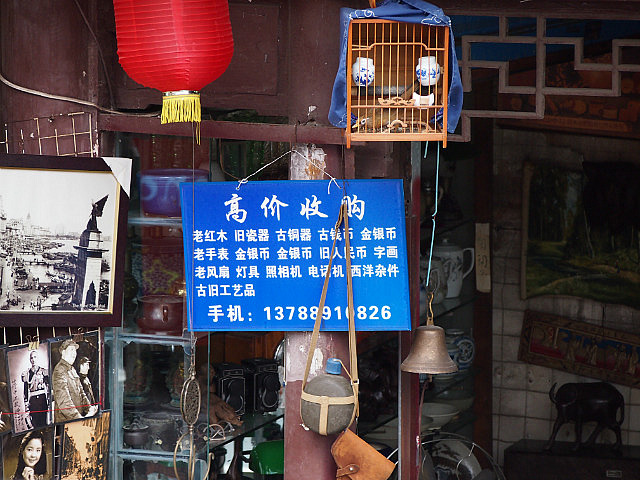 高价收购
老红木 旧瓷器 古铜器 古钱币 金银币
老手表 金银币 金银币 旧人民币 字画
老风扇 灯具 照相机 电话机 西洋杂件
古旧工艺品
手机：13788910826